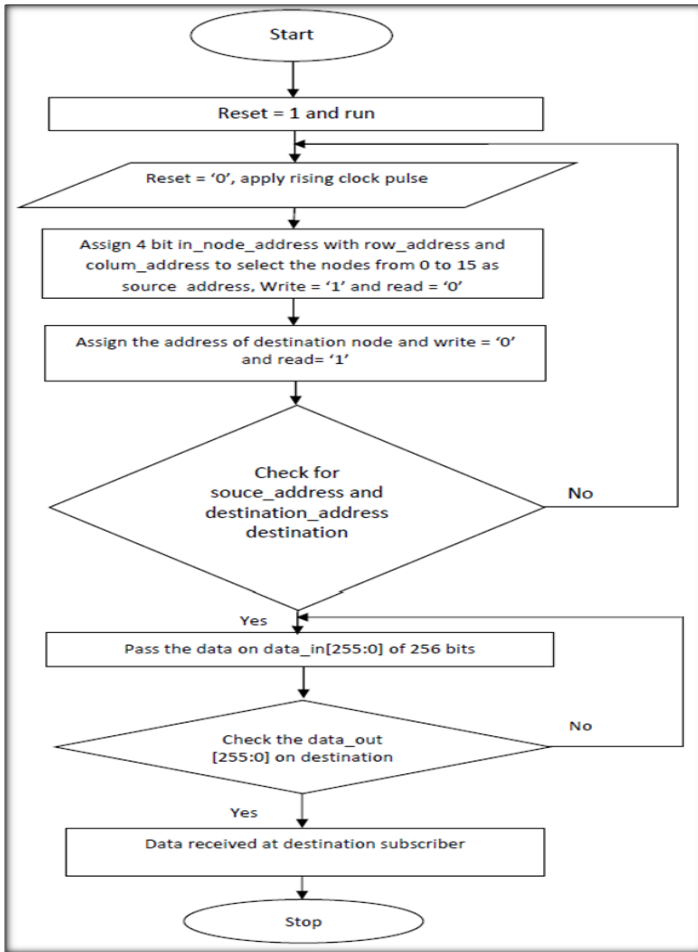 Start
Reset = 1 and run
Reset = ‘0’, apply rising clock pulse
Assign 4 bit in_node_address with row_address and
colum_address to select the nodes from 0 to 15 as
source address, Write = ‘1’ and read = ‘0’
Assign the address of destination node and write = ‘0’
and read= ‘1’
Check for
souce_address and
destination_address
destination
No
Yes
Pass the data on data_in[255:0] of 256 bits
Check the data_out
[255:0] on destination
No
Yes
Data received at destination subscriber
Stop